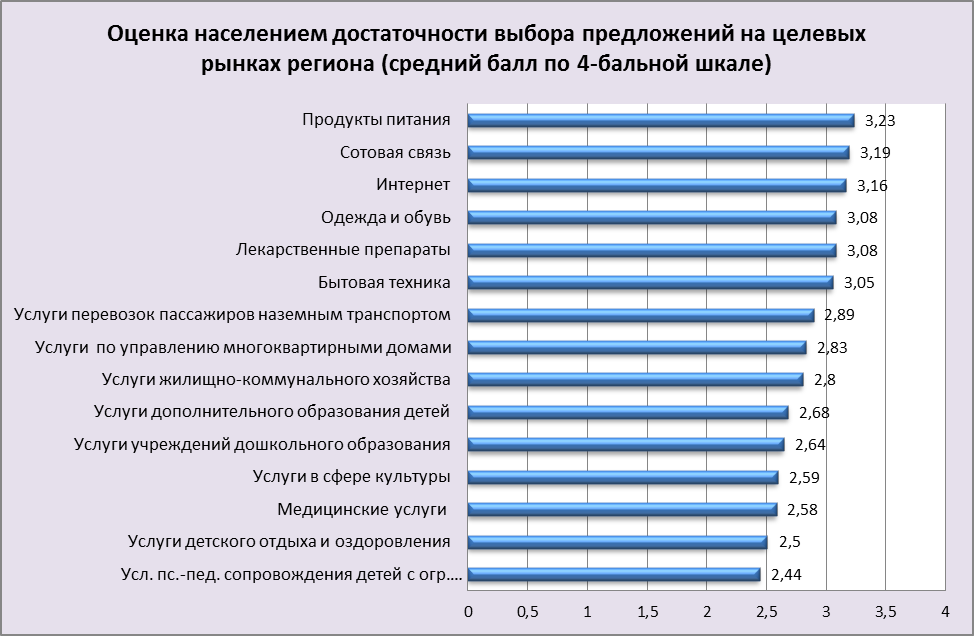 Оценка населением достаточности выбора предложений на целевых
рынках региона (средний балл по 4-бальной шкале)
Продукты питания 3,23
Сотовая связь 3,19
Интернет 3,16
Одежда и обувь 3,08
Лекарственные препараты 3,08
Бытовая техника 3,05
Услуги перевозок пассажиров наземным транспортом 2,89
Услуги по управлению многоквартирными домами 2,83
Услуги жилищно-коммунального хозяйства 2,8
Услуги дополнительного образования детей 2,68
Услуги учреждений дошкольного образования 2,64
Услуги в сфере культуры 2,59
Медицинские услуги 2,58
Услуги детского отдыха и оздоровления 2,5
Усл. пс.-пед. сопровождения детей с огр.... 2,44
0 0,5 1 1,5 2 2,5 3 3,5 4